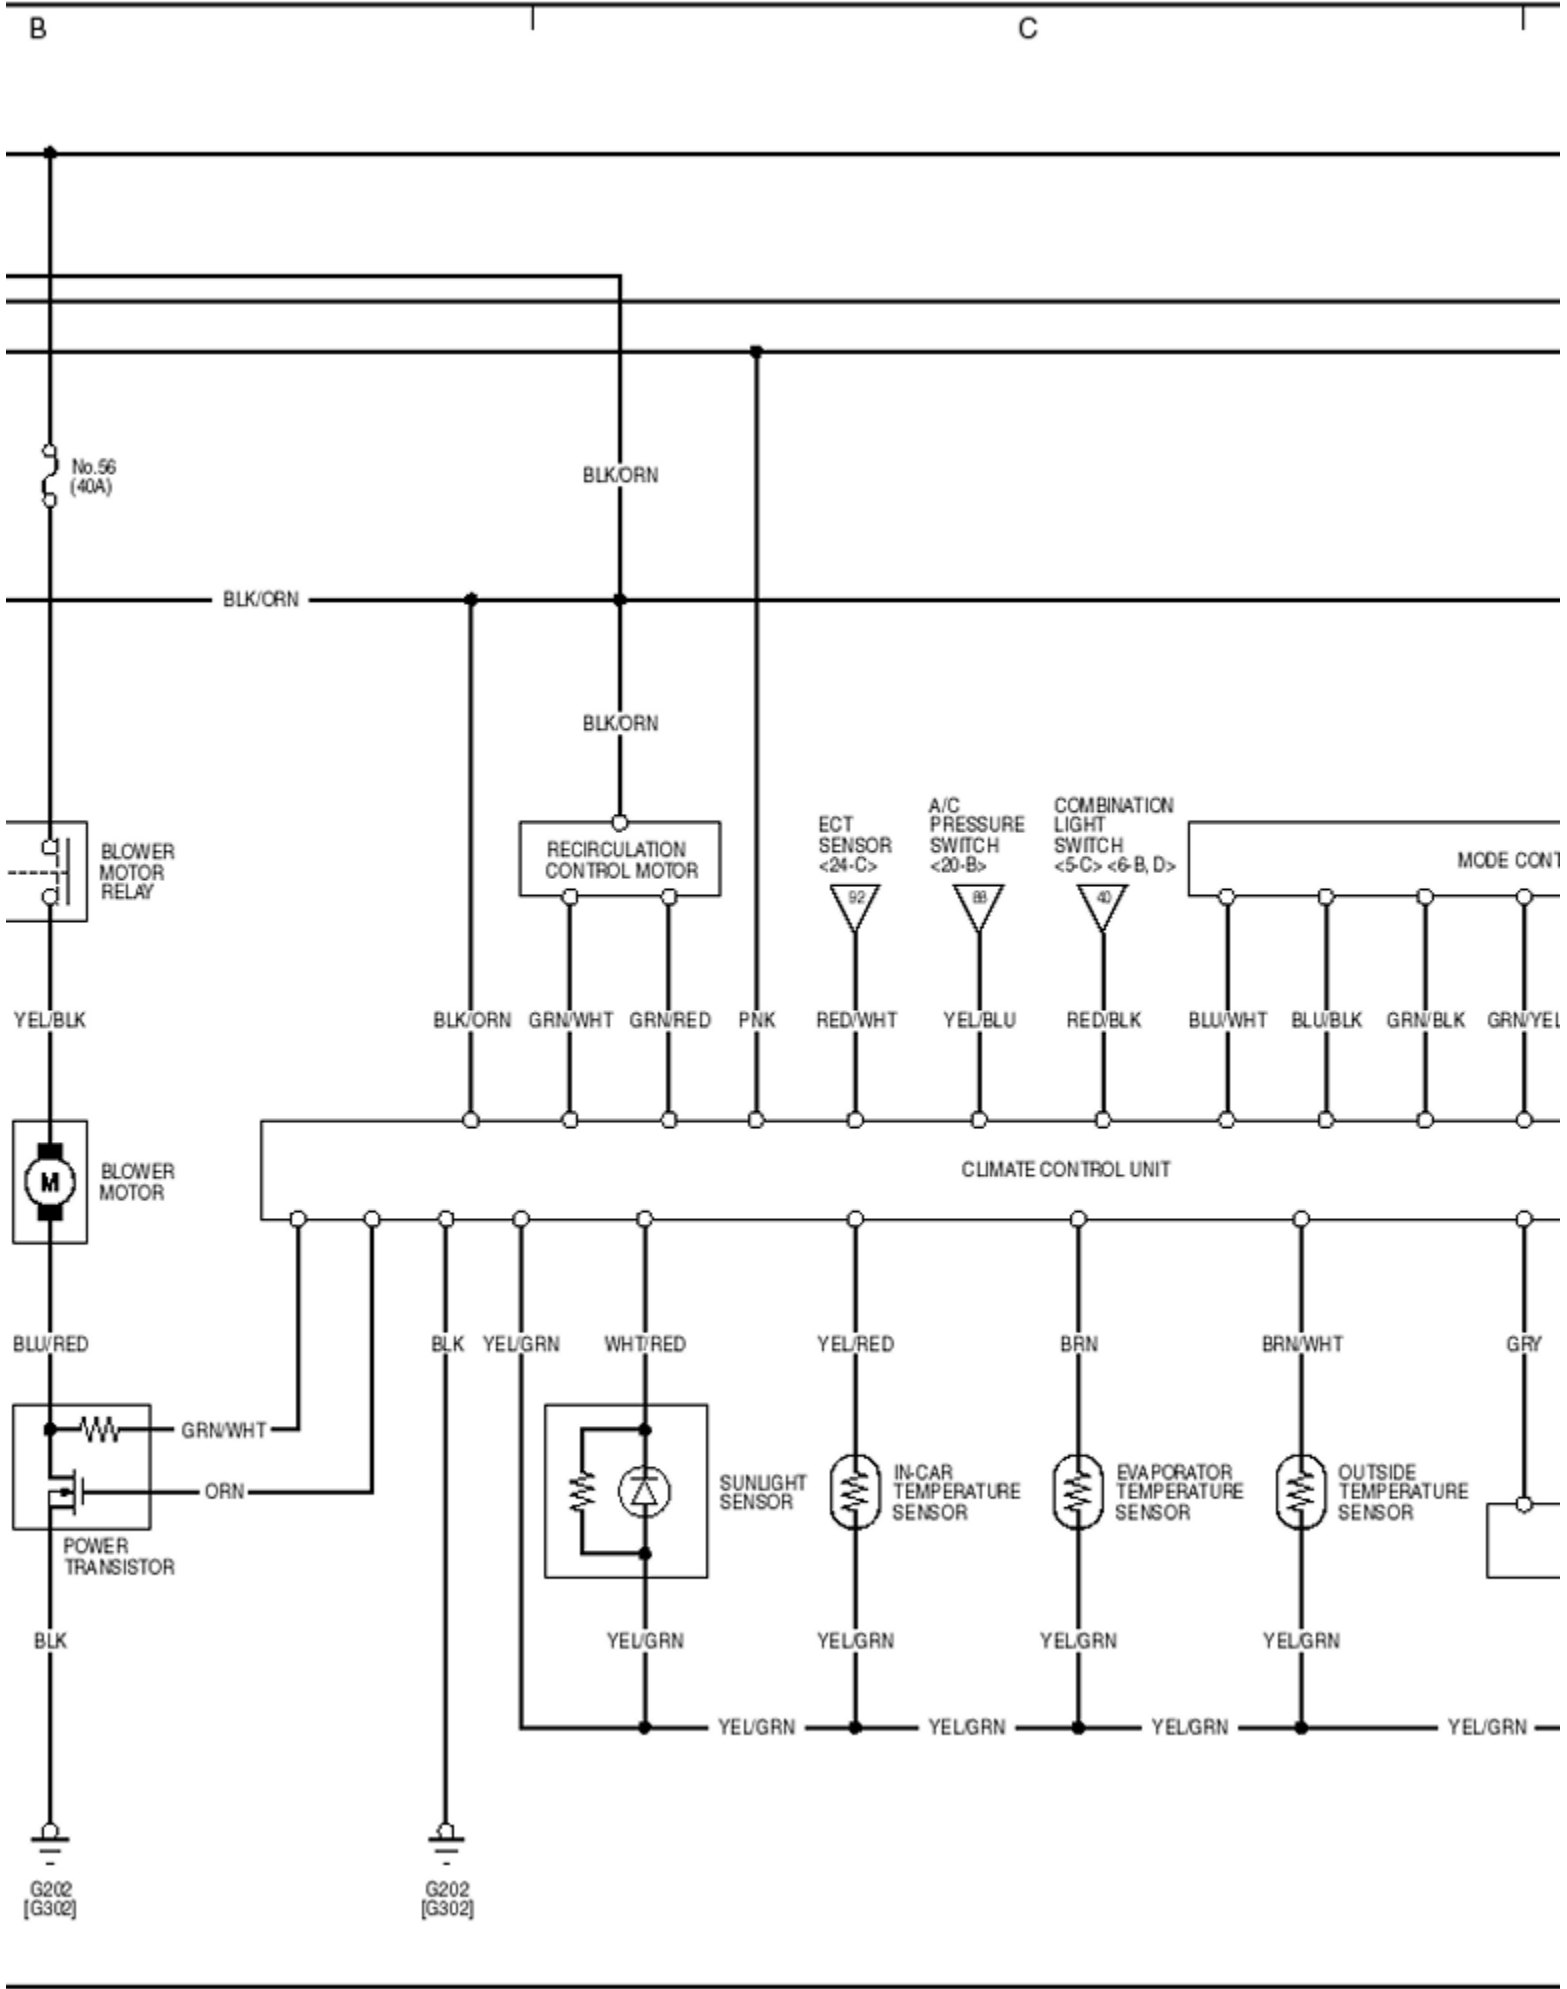 B
C
No.56
(40A)
BLK/ORN
BLK/ORN
BLK/ORN
BLOWER
MOTOR
RELAY
RECIRCULATION
CONTROL MOTOR
ECT
SENSOR
<24-C>
92
A/C
PRESSURE
SWITCH
<20-B>
88
COMBINATION
LIGHT
SWITCH
<5-C> <6-B, D>
40
MODE CONT
YEL/BLK
BLK/ORN
GRN/WHT
GRN/RED
PNK
RED/WHT
YEL/BLU
RED/BLK
BLU/WHT
BLU/BLK
GRN/BLK
GRN/YEL
M
BLOWER
MOTOR
CLIMATE CONTROL UNIT
BLU/RED
BLK
YEL/GRN
WHT/RED
YEL/RED
BRN
BRN/WHT
GRY
GRN/WHT
ORN
POWER
TRANSISTOR
SUNLIGHT
SENSOR
IN-CAR
TEMPERATURE
SENSOR
EVAPORATOR
TEMPERATURE
SENSOR
OUTSIDE
TEMPERATURE
SENSOR
BLK
YEL/GRN
YEL/GRN
YEL/GRN
YEL/GRN
YEL/GRN
YEL/GRN
YEL/GRN
YEL/GRN
G202
[G302]
G202
[G302]